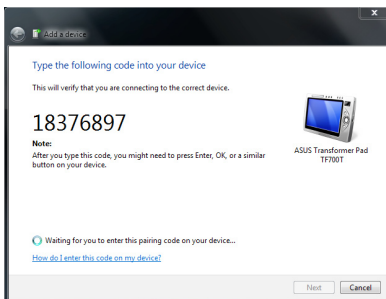 Add a device
Type the following code into your device
This will verify that you are connecting to the correct device.
18376897
Note:
After you type this code, you might need to press Enter, OK, or a similar
button on your device.
ASUS Transformer Pad
TF700T
Waiting for you to enter this pairing code on your device...
How do I enter this code on my device?
Next
Cancel